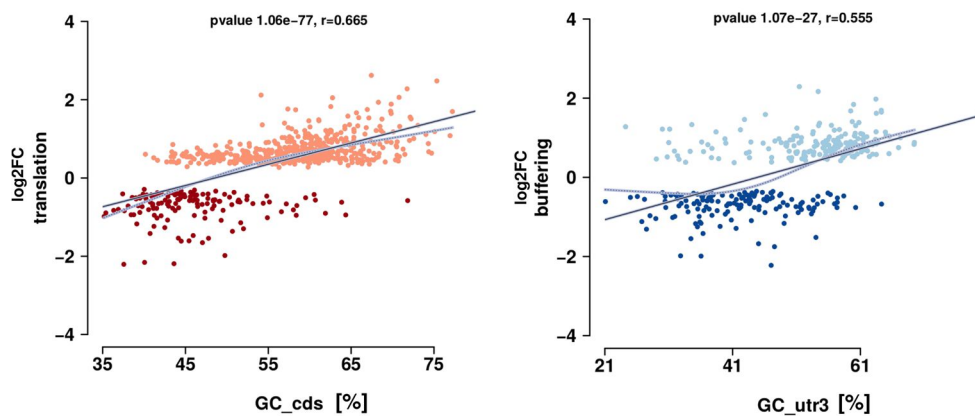 pvalue 1.06e-77, r=0.665
4
2
0
−2
−4
log2FC
translation
35
45
55
65
75
GC_cds [%]
pvalue 1.07e-27, r=0.555
4
2
0
−2
−4
log2FC
buffering
21
41
61
GC_utr3 [%]